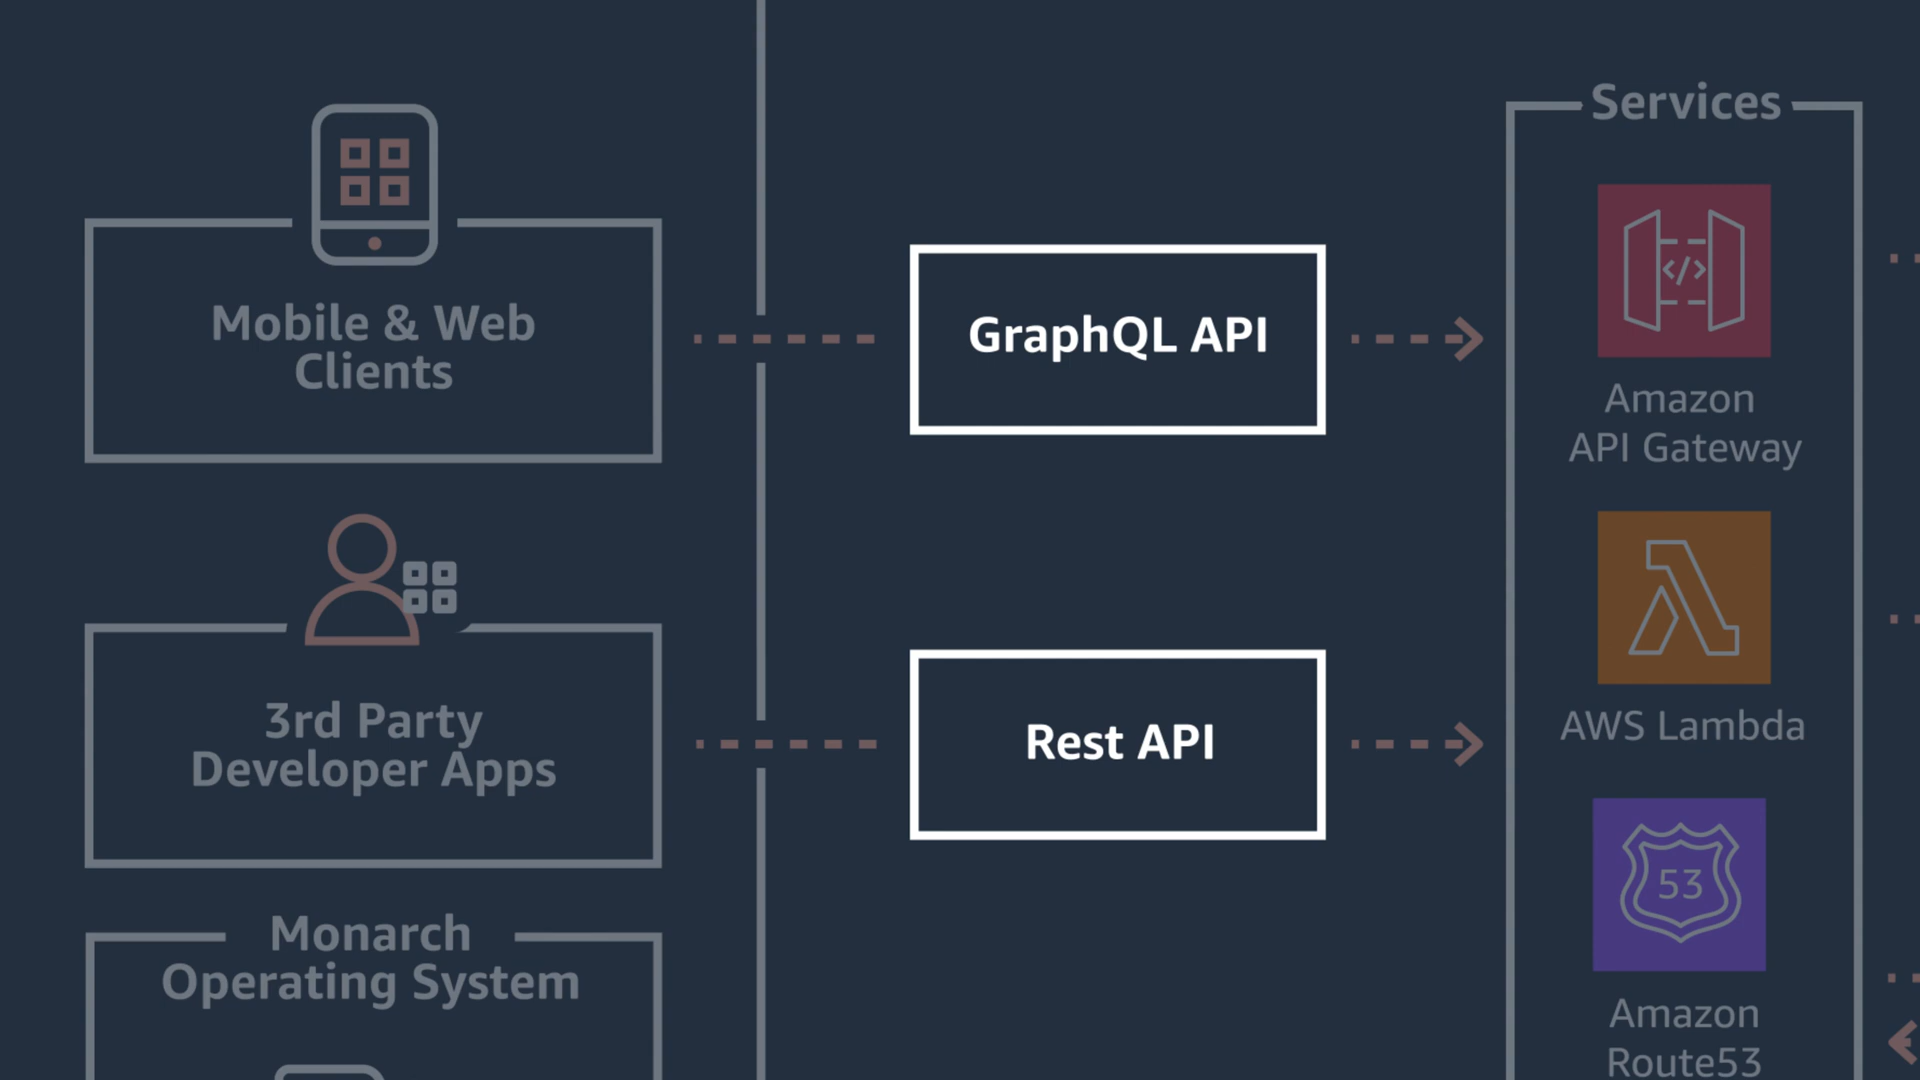 Mobile & Web
Clients
3rd Party
Developer Apps
Monarch
Operating System
GraphQL API
Rest API
Services
</>
Amazon
API Gateway
AWS Lambda
53
Amazon
Route53